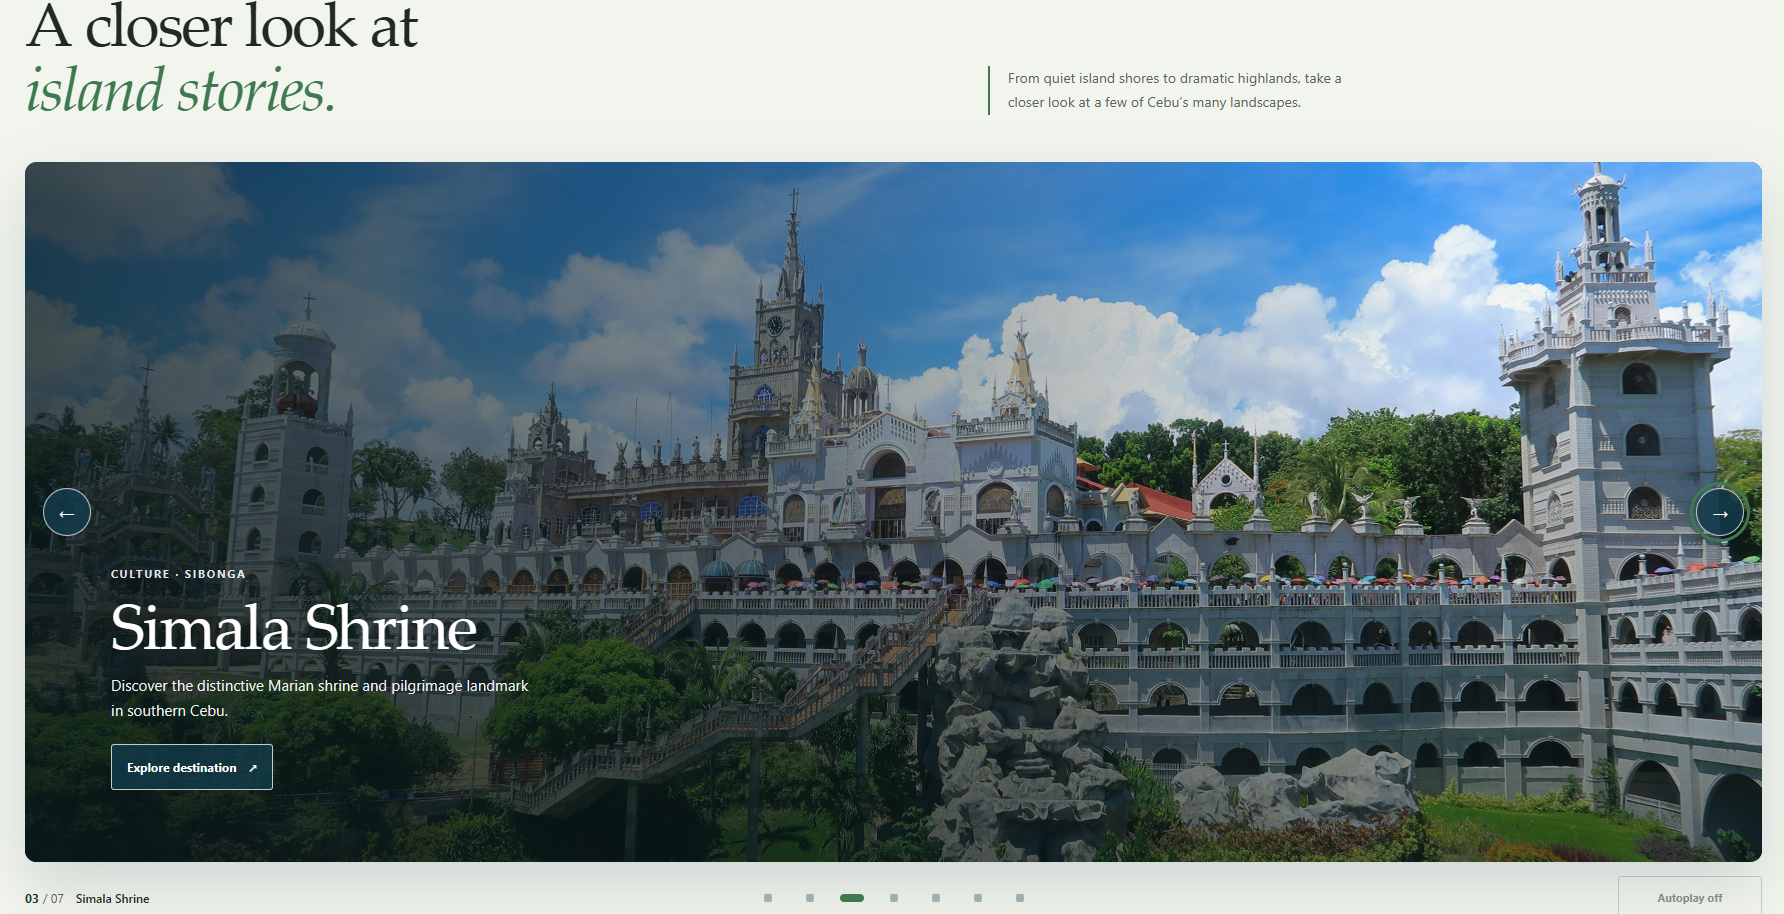 A closer look at
island stories.
From quiet island shores to dramatic highlands, take a
closer look at a few of Cebu's many landscapes.
←
→
CULTURE · SIBONGA
Simala Shrine
Discover the distinctive Marian shrine and pilgrimage landmark
in southern Cebu.
Explore destination ↗
03 / 07 Simala Shrine
Autoplay off